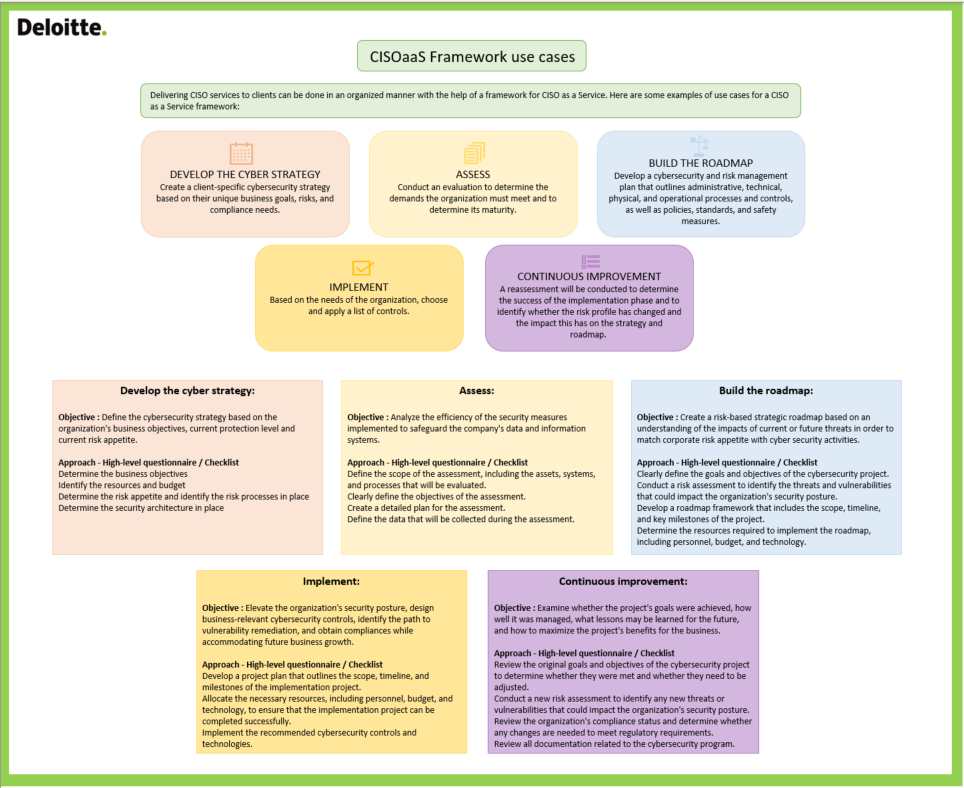 Deloitte.
CISOaaS Framework use cases
Delivering CISO services to clients can be done in an organized manner with the help of a framework for CISO as a Service. Here are some examples of use cases for a CISO
as a Service framework:
DEVELOP THE CYBER STRATEGY
Create a client-specific cybersecurity strategy
based on their unique business goals, risks, and
compliance needs.
ASSESS
Conduct an evaluation to determine the
demands the organization must meet and to
determine its maturity.
BUILD THE ROADMAP
Develop a cybersecurity and risk management
plan that outlines administrative, technical,
physical, and operational processes and controls,
as well as policies, standards, and safety
measures.
IMPLEMENT
Based on the needs of the organization, choose
and apply a list of controls.
CONTINUOUS IMPROVEMENT
A reassessment will be conducted to determine
the success of the implementation phase and to
identify whether the risk profile has changed and
the impact this has on the strategy and
roadmap.
Develop the cyber strategy:
Objective : Define the cybersecurity strategy based on the
organization's business objectives, current protection level and
current risk appetite.
Approach - High-level questionnaire / Checklist
Determine the business objectives
Identify the resources and budget
Determine the risk appetite and identify the risk processes in place
Determine the security architecture in place
Assess:
Objective : Analyze the efficiency of the security measures
implemented to safeguard the company's data and information
systems.
Approach - High-level questionnaire / Checklist
Define the scope of the assessment, including the assets, systems,
and processes that will be evaluated.
Clearly define the objectives of the assessment.
Create a detailed plan for the assessment.
Define the data that will be collected during the assessment.
Build the roadmap:
Objective : Create a risk-based strategic roadmap based on an
understanding of the impacts of current or future threats in order to
match corporate risk appetite with cyber security activities.
Approach - High-level questionnaire / Checklist
Clearly define the goals and objectives of the cybersecurity project.
Conduct a risk assessment to identify the threats and vulnerabilities
that could impact the organization's security posture.
Develop a roadmap framework that includes the scope, timeline,
and key milestones of the project.
Determine the resources required to implement the roadmap,
including personnel, budget, and technology.
Implement:
Objective : Elevate the organization's security posture, design
business-relevant cybersecurity controls, identify the path to
vulnerability remediation, and obtain compliances while
accommodating future business growth.
Approach - High-level questionnaire / Checklist
Develop a project plan that outlines the scope, timeline, and
milestones of the implementation project.
Allocate the necessary resources, including personnel, budget, and
technology, to ensure that the implementation project can be
completed successfully.
Implement the recommended cybersecurity controls and
technologies.
Continuous improvement:
Objective : Examine whether the project's goals were achieved, how
well it was managed, what lessons may be learned for the future,
and how to maximize the project's benefits for the business.
Approach - High-level questionnaire / Checklist
Review the original goals and objectives of the cybersecurity project
to determine whether they were met and whether they need to be
adjusted.
Conduct a new risk assessment to identify any new threats or
vulnerabilities that could impact the organization's security posture.
Review the organization's compliance status and determine whether
any changes are needed to meet regulatory requirements.
Review all documentation related to the cybersecurity program.